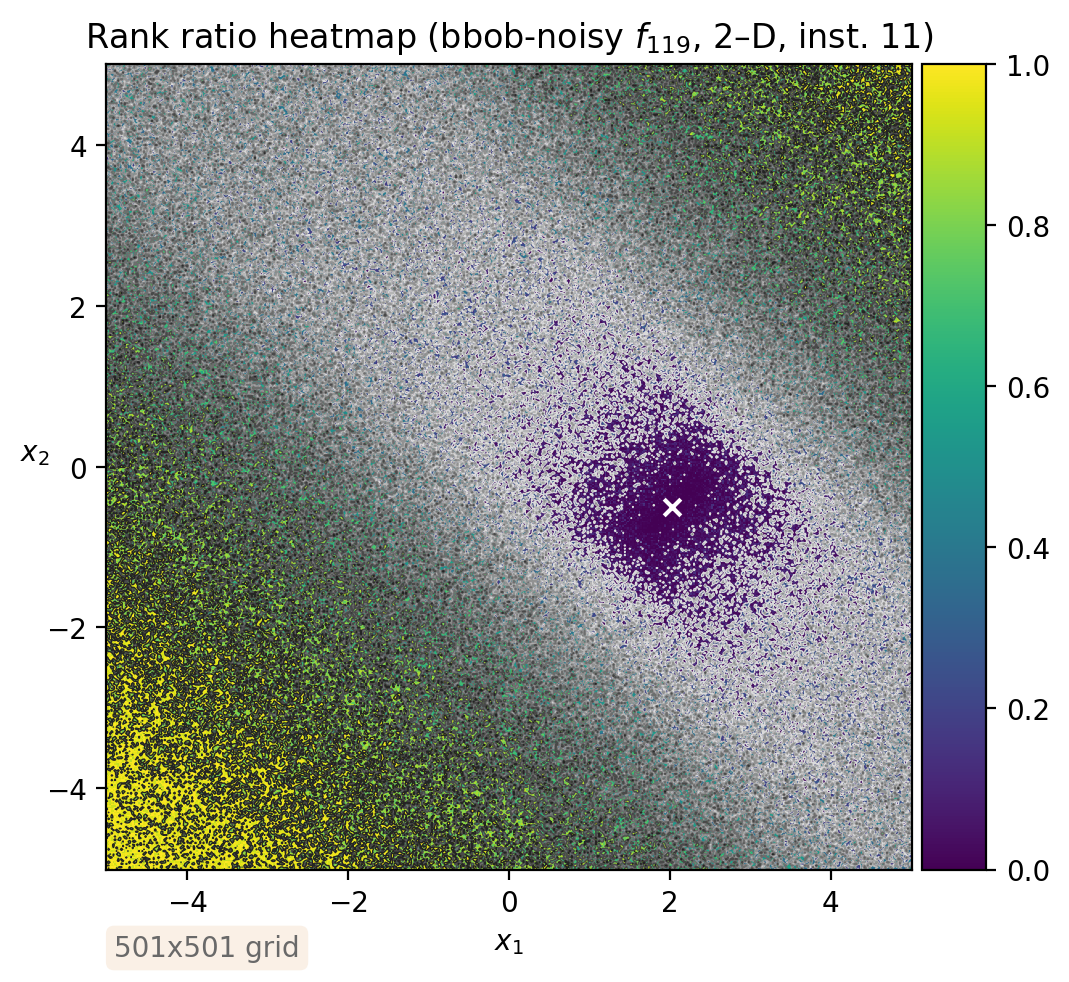 Rank ratio heatmap (bbob-noisy f₁₁₉, 2–D, inst. 11)
1.0
4
0.8
2
0.6
x₂
0
0.4
−2
0.2
−4
0.0
−4 −2 0 2 4
x₁
501x501 grid